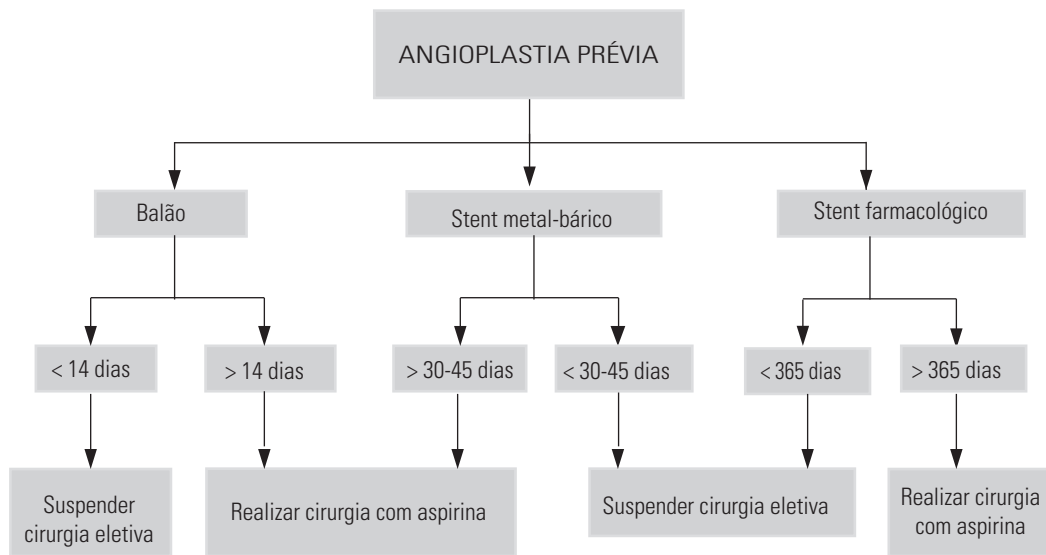 ANGIOPLASTIA PRÉVIA
Balão
Stent metal-bárico
Stent farmacológico
< 14 dias
> 14 dias
> 30-45 dias
< 30-45 dias
< 365 dias
> 365 dias
Suspender
cirurgia eletiva
Realizar cirurgia com aspirina
Suspender cirurgia eletiva
Realizar cirurgia
com aspirina